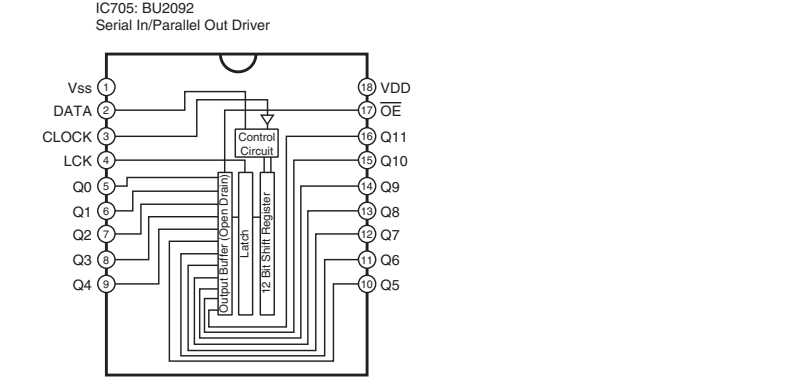 IC705: BU2092
Serial In/Parallel Out Driver
Vss 1
DATA 2
CLOCK 3
LCK 4
Q0 5
Q1 6
Q2 7
Q3 8
Q4 9
18 VDD
17 OE
16 Q11
15 Q10
14 Q9
13 Q8
12 Q7
11 Q6
10 Q5
Control
Circuit
Output Buffer (Open Drain)
Latch
12 Bit Shift Register